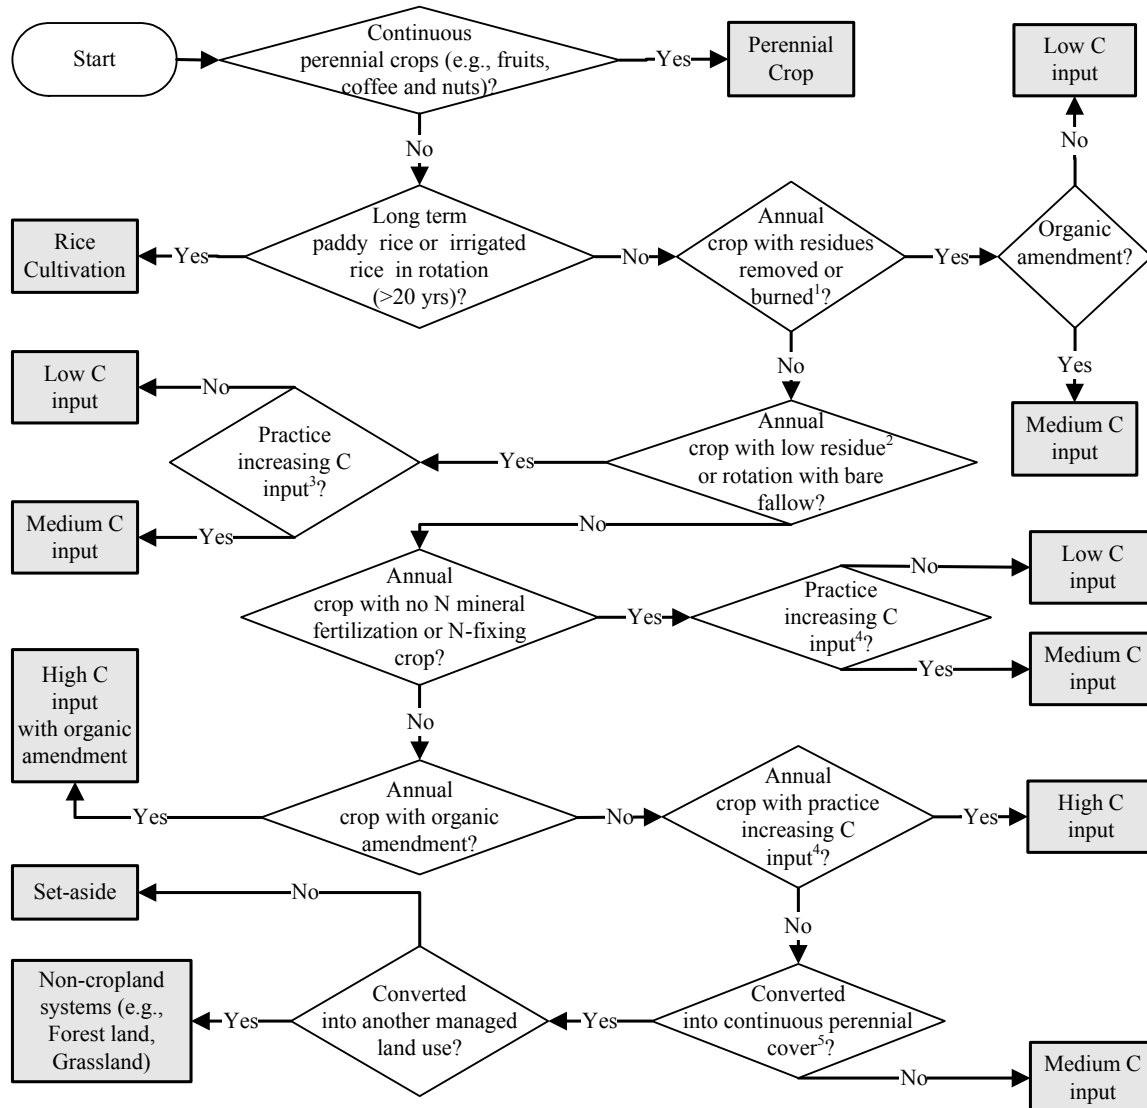 Start
Continuous
perennial crops (e.g., fruits,
coffee and nuts)?
Yes
Perennial
Crop
Low C
input
No
No
Rice
Cultivation
Yes
Long term
paddy rice or irrigated
rice in rotation
(>20 yrs)?
No
Annual
crop with residues
removed or
burned¹?
Yes
Organic
amendment?
Yes
Medium C
input
No
Low C
input
No
Practice
increasing C
input³?
Yes
Annual
crop with low residue²
or rotation with bare
fallow?
Medium C
input
Yes
No
Annual
crop with no N mineral
fertilization or N-fixing
crop?
Yes
Practice
increasing C
input⁴?
No
Low C
input
Yes
Medium C
input
High C
input
with organic
amendment
No
Yes
Annual
crop with organic
amendment?
No
Annual
crop with practice
increasing C
input⁴?
Yes
High C
input
Set-aside
No
No
Non-cropland
systems (e.g.,
Forest land,
Grassland)
Yes
Converted
into another managed
land use?
Yes
Converted
into continuous perennial
cover⁵?
No
Medium C
input